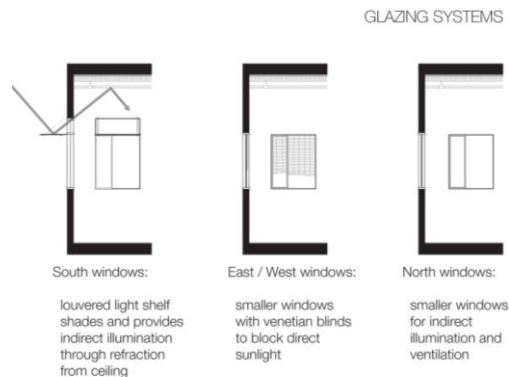 GLAZING SYSTEMS
South windows:
louvered light shelf
shades and provides
indirect illumination
through refraction
from ceiling
East / West windows:
smaller windows
with venetian blinds
to block direct
sunlight
North windows:
smaller windows
for indirect
illumination and
ventilation